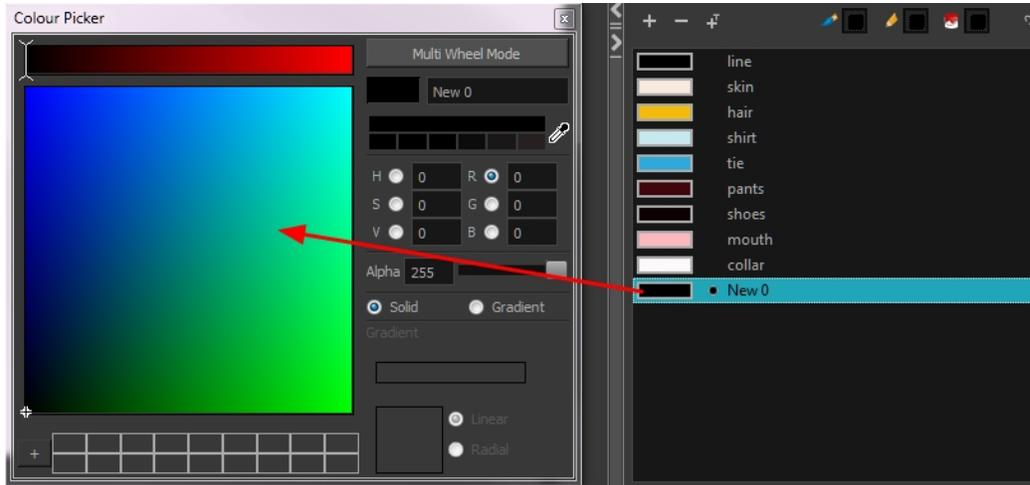 Colour Picker
Multi Wheel Mode
New 0
H 0 R 0
S 0 G 0
V 0 B 0
Alpha 255
Solid Gradient
Gradient
Linear
Radial
line
skin
hair
shirt
tie
pants
shoes
mouth
collar
New 0